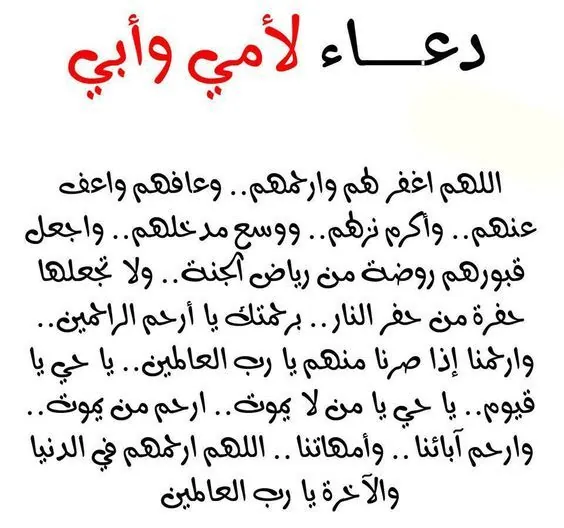 دعـــاء لأمي وأبي
اللهم اغفر لهم وارحمهم.. وعافهم واعف
عنهم.. وأكرم نزلهم.. ووسع مدخلهم.. واجعل
قبورهم روضة من رياض الجنة.. ولا تجعلها
حفرة من حفر النار.. برحمتك يا أرحم الراحمين..
وارحمنا إذا صرنا منهم يا رب العالمين.. يا حي يا
قيوم.. يا حي يا من لا يموت.. ارحم من يموت..
وارحم آبائنا.. وأمهاتنا.. اللهم ارحمهم في الدنيا
والآخرة يا رب العالمين